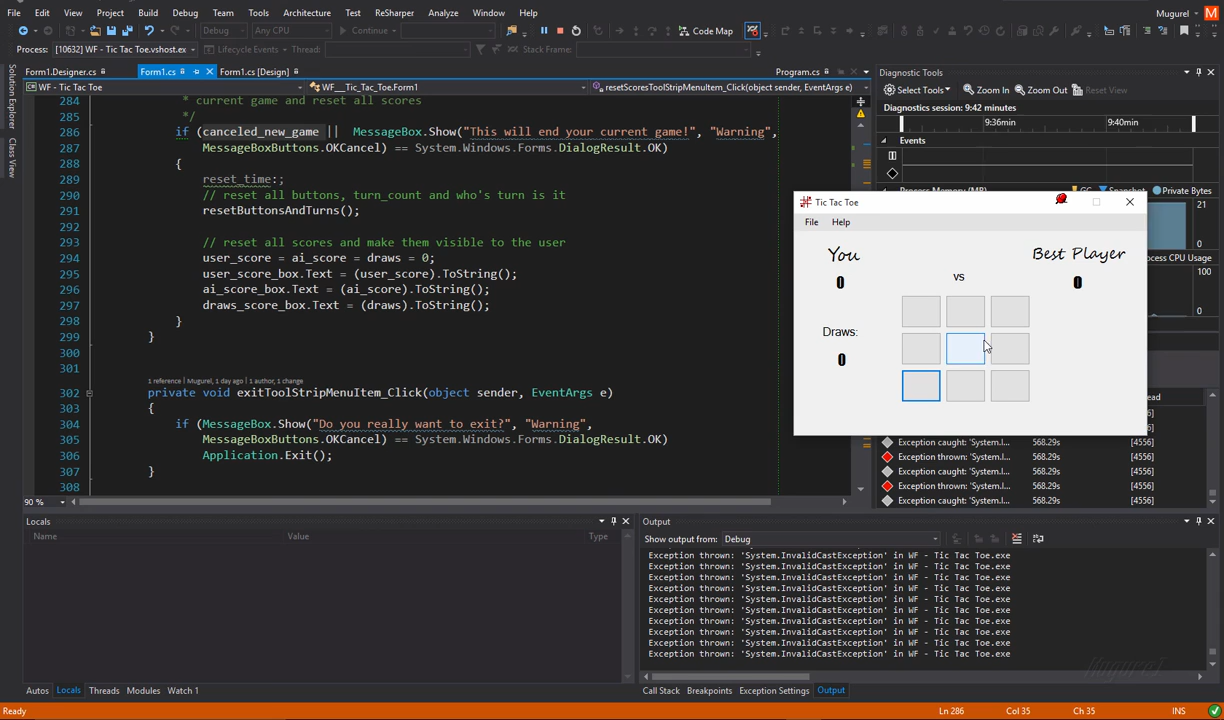 File Edit View Project Build Debug Team Tools Architecture Test ReSharper Analyze Window Help Mugurel
Debug Any CPU Continue Code Map
Process: [10632] WF - Tic Tac Toe.vshost.ex Lifecycle Events Thread: Stack Frame:
Solution Explorer
Class View
Form1.Designer.cs Form1.cs Form1.cs [Design] Program.cs
WF - Tic Tac Toe WF___Tic_Tac_Toe.Form1 resetScoresToolStripMenuItem_Click(object sender, EventArgs e)
284 * current game and reset all scores
285 */
286 if (canceled_new_game || MessageBox.Show("This will end your current game!", "Warning",
287 MessageBoxButtons.OKCancel) == System.Windows.Forms.DialogResult.OK)
288 {
289 reset_time:;
290 // reset all buttons, turn_count and who's turn is it
291 resetButtonsAndTurns();
292
293 // reset all scores and make them visible to the user
294 user_score = ai_score = draws = 0;
295 user_score_box.Text = (user_score).ToString();
296 ai_score_box.Text = (ai_score).ToString();
297 draws_score_box.Text = (draws).ToString();
298 }
299 }
300
301
1 reference | Mugurel, 1 day ago | 1 author, 1 change
302 private void exitToolStripMenuItem_Click(object sender, EventArgs e)
303 {
304 if (MessageBox.Show("Do you really want to exit?", "Warning",
305 MessageBoxButtons.OKCancel) == System.Windows.Forms.DialogResult.OK)
306 Application.Exit();
307 }
308
90 %
Diagnostic Tools
Select Tools Zoom In Zoom Out Reset View
Diagnostics session: 9:42 minutes
9:36min 9:40min
Events
Process Memory (MB) GC Snapshot Private Bytes
21
0
100
0
Tic Tac Toe
File Help
You Best Player
0 vs 0
Draws:
0
Exception caught: 'System.I... 568.29s [4556]
Exception thrown: 'System.I... 568.29s [4556]
Exception caught: 'System.I... 568.29s [4556]
Exception thrown: 'System.I... 568.29s [4556]
Exception caught: 'System.I... 568.29s [4556]
Locals
Name Value Type
Autos Locals Threads Modules Watch 1
Output
Show output from: Debug
Exception thrown: 'System.InvalidCastException' in WF - Tic Tac Toe.exe
Exception thrown: 'System.InvalidCastException' in WF - Tic Tac Toe.exe
Exception thrown: 'System.InvalidCastException' in WF - Tic Tac Toe.exe
Exception thrown: 'System.InvalidCastException' in WF - Tic Tac Toe.exe
Exception thrown: 'System.InvalidCastException' in WF - Tic Tac Toe.exe
Exception thrown: 'System.InvalidCastException' in WF - Tic Tac Toe.exe
Exception thrown: 'System.InvalidCastException' in WF - Tic Tac Toe.exe
Exception thrown: 'System.InvalidCastException' in WF - Tic Tac Toe.exe
Exception thrown: 'System.InvalidCastException' in WF - Tic Tac Toe.exe
Exception thrown: 'System.InvalidCastException' in WF - Tic Tac Toe.exe
Mugurel
Call Stack Breakpoints Exception Settings Output
Ready Ln 286 Col 35 Ch 35 INS